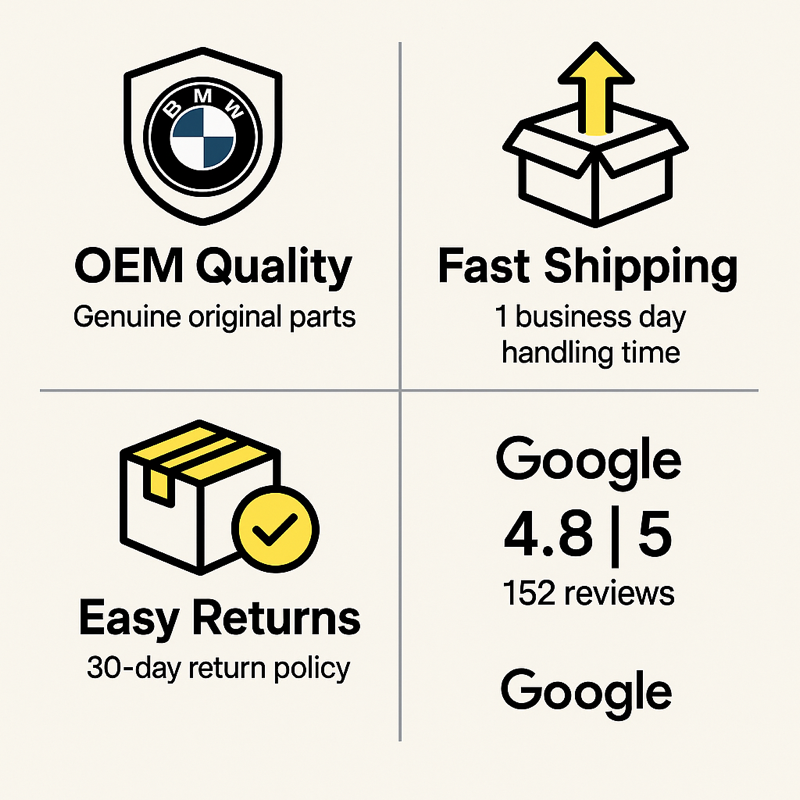 BMW
OEM Quality
Genuine original parts
Fast Shipping
1 business day
handling time
Easy Returns
30-day return policy
Google
4.8 | 5
152 reviews
Google